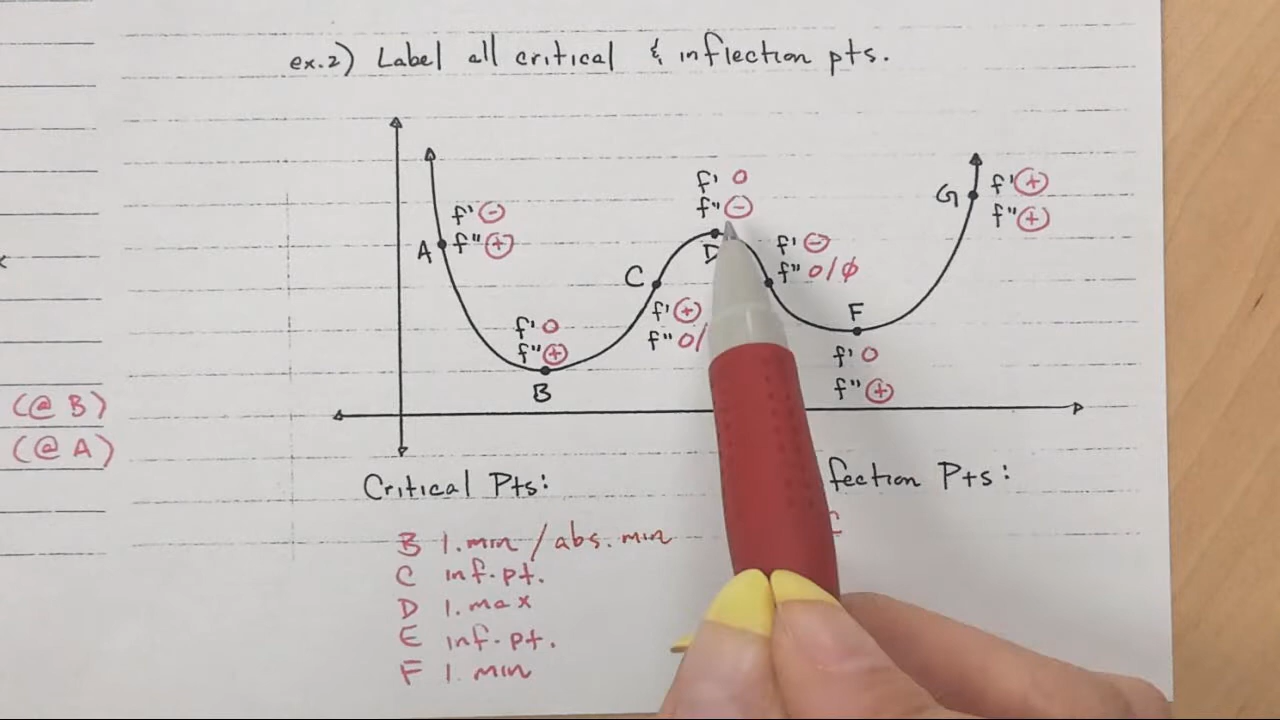 ex.2) Label all critical & inflection pts.
f' 0
f" ⊖
f' ⊖
f" ⊕
A
G
f' ⊕
f" ⊕
D
f' ⊖
f" 0/ϕ
C
f' ⊕
f" 0/
F
f' 0
f" ⊕
B
f' 0
f" ⊕
(@ B)
(@ A)
Critical Pts:
fection Pts:
B l.min / abs.min
C inf.pt.
D l.max
E inf.pt.
F l.min